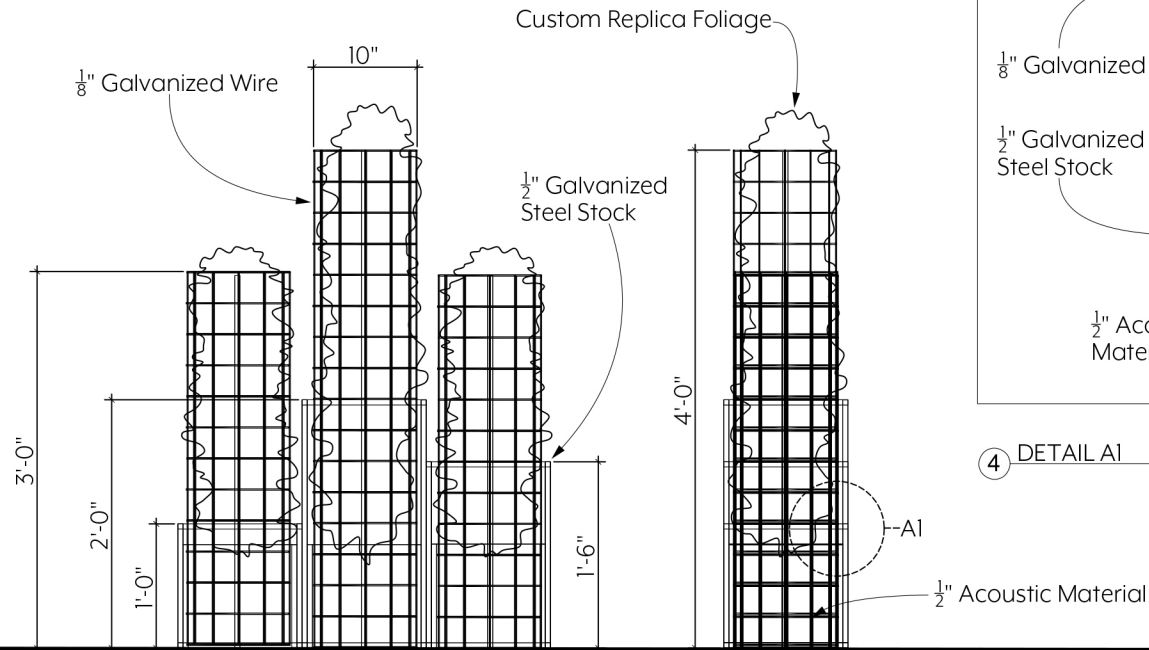 Custom Replica Foliage
10"
1/8" Galvanized Wire
1/2" Galvanized
Steel Stock
3'-0"
2'-0"
1'-0"
1'-6"
4'-0"
A1
1/2" Acoustic Material
1/8" Galvanized
1/2" Galvanized
Steel Stock
1/2"
4 DETAIL A1